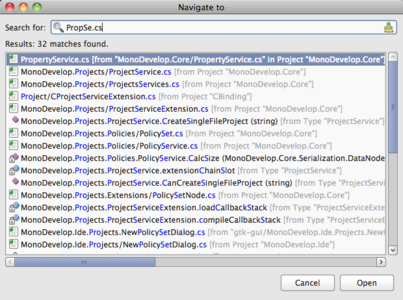 Navigate to
Search for: PropSe.cs
Results: 32 matches found.
PropertyService.cs [from "MonoDevelop.Core/PropertyService.cs" in Project "MonoDevelop.Core"]
MonoDevelop.Projects/ProjectService.cs [from Project "MonoDevelop.Core"]
MonoDevelop.Projects/ProjectsServices.cs [from Project "MonoDevelop.Core"]
Project/CProjectServiceExtension.cs [from Project "CBinding"]
MonoDevelop.Projects/ProjectServiceExtension.cs [from Project "MonoDevelop.Core"]
MonoDevelop.Projects.ProjectService.CreateSingleFileProject (string) [from Type "ProjectService"]
MonoDevelop.Projects.Policies/PolicySet.cs [from Project "MonoDevelop.Core"]
MonoDevelop.Projects.Policies/PolicyService.cs [from Project "MonoDevelop.Core"]
MonoDevelop.Projects.Policies.PolicyService.CalcSize (MonoDevelop.Core.Serialization.DataNode
MonoDevelop.Projects.ProjectService.extensionChainSlot [from Type "ProjectService"]
MonoDevelop.Projects.ProjectService.CanCreateSingleFileProject (string) [from Type "ProjectServic
MonoDevelop.Projects.Extensions/PolicySetNode.cs [from Project "MonoDevelop.Core"]
MonoDevelop.Projects.ProjectServiceExtension.loadCallbackStack [from Type "ProjectServiceExten
MonoDevelop.Projects.ProjectServiceExtension.compileCallbackStack [from Type "ProjectServiceEx
MonoDevelop.Ide.Projects.NewPolicySetDialog.cs [from "gtk-gui/MonoDevelop.Ide.Projects.NewP
MonoDevelop.Ide.Projects/NewPolicySetDialog.cs [from Project "MonoDevelop.Ide"]
Cancel
Open